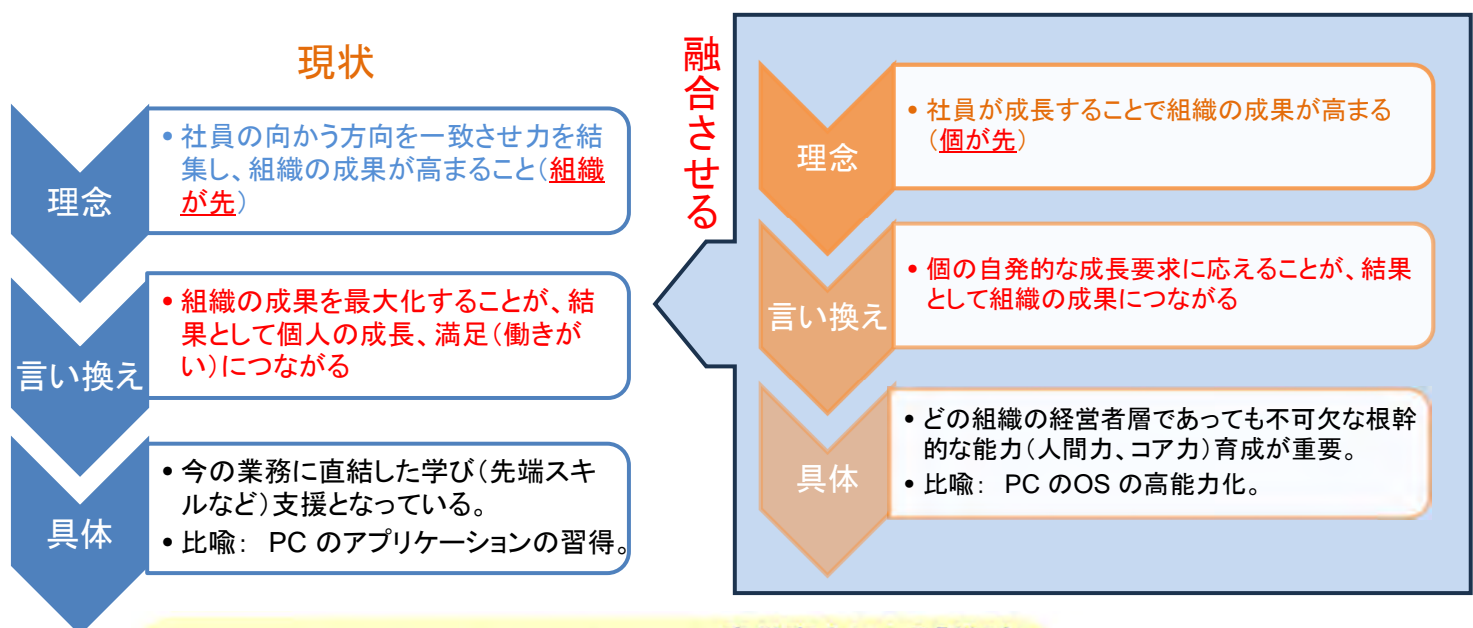 現状
理念
• 社員の向かう方向を一致させ力を結
集し、組織の成果が高まること（組織
が先）
言い換え
• 組織の成果を最大化することが、結
果として個人の成長、満足（働きが
い）につながる
具体
• 今の業務に直結した学び（先端スキ
ルなど）支援となっている。
• 比喩： PC のアプリケーションの習得。
融合させる
理念
• 社員が成長することで組織の成果が高まる
（個が先）
言い換え
• 個の自発的な成長要求に応えることが、結果
として組織の成果につながる
具体
• どの組織の経営者層であっても不可欠な根幹
的な能力（人間力、コア力）育成が重要。
• 比喩： PC のOS の高能力化。